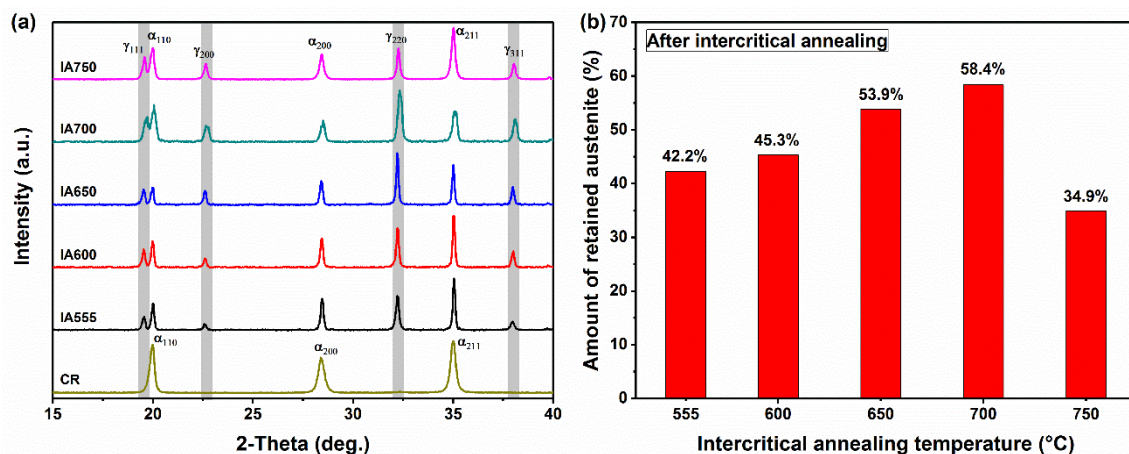 (a)
γ111
α110
γ200
α200
γ220
α211
γ311
IA750
IA700
IA650
IA600
IA555
CR
α110
α200
α211
Intensity (a.u.)
15 20 25 30 35 40
2-Theta (deg.)
(b)
After intercritical annealing
Amount of retained austenite (%)
70
60
50
40
30
20
10
0
42.2%
45.3%
53.9%
58.4%
34.9%
555 600 650 700 750
Intercritical annealing temperature (°C)